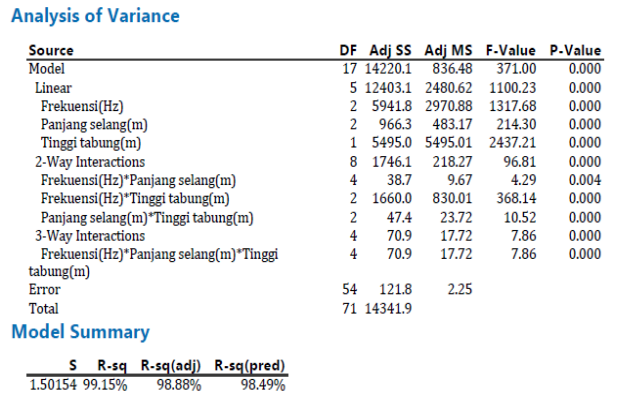 Analysis of Variance
Source DF Adj SS Adj MS F-Value P-Value
Model 17 14220.1 836.48 371.00 0.000
Linear 5 12403.1 2480.62 1100.23 0.000
Frekuensi(Hz) 2 5941.8 2970.88 1317.68 0.000
Panjang selang(m) 2 966.3 483.17 214.30 0.000
Tinggi tabung(m) 1 5495.0 5495.01 2437.21 0.000
2-Way Interactions 8 1746.1 218.27 96.81 0.000
Frekuensi(Hz)*Panjang selang(m) 4 38.7 9.67 4.29 0.004
Frekuensi(Hz)*Tinggi tabung(m) 2 1660.0 830.01 368.14 0.000
Panjang selang(m)*Tinggi tabung(m) 2 47.4 23.72 10.52 0.000
3-Way Interactions 4 70.9 17.72 7.86 0.000
Frekuensi(Hz)*Panjang selang(m)*Tinggi 4 70.9 17.72 7.86 0.000
tabung(m)
Error 54 121.8 2.25
Total 71 14341.9
Model Summary
S R-sq R-sq(adj) R-sq(pred)
1.50154 99.15% 98.88% 98.49%